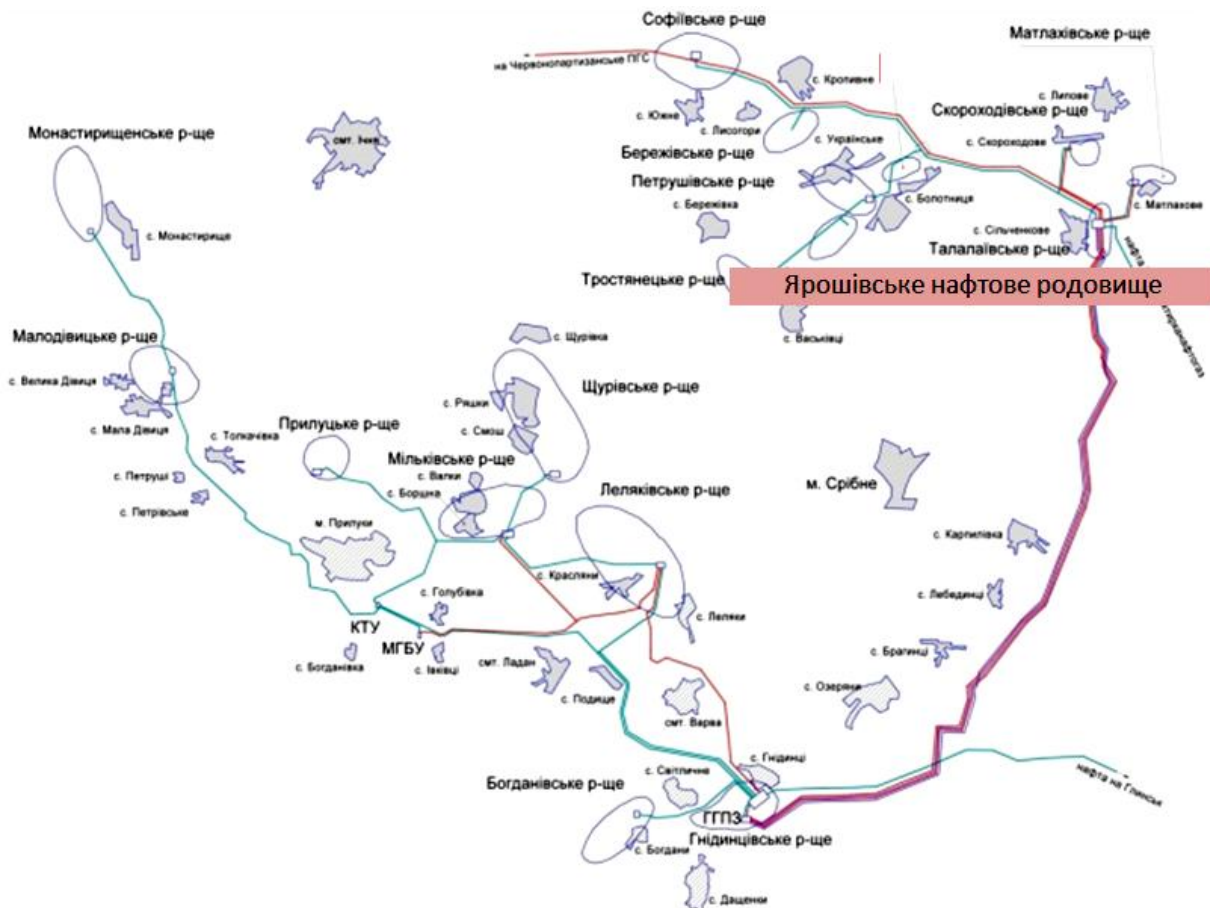 Софіївське р-ще
Матлахівське р-ще
на Червонопартизанське ПГС
с. Кропивне
с. Липове
Скороходівське р-ще
с. Южне
с. Лисогори
с. Скороходове
Монастирищенське р-ще
смт. Ічня
Бережівське р-ще
с. Українське
Петрушівське р-ще
с. Бережівка
с. Болотниця
с. Матлахове
с. Сільченкове
Талалаївське р-ще
с. Монастирище
нафта
Тростянецьке р-ще
Ярошівське нафтове родовище
с. Васьківці
Малодівицьке р-ще
с. Щурівка
с. Велика Дівиця
Щурівське р-ще
с. Ряшки
с. Мала Дівиця
Прилуцьке р-ще
с. Смош
с. Толкачівка
Мільківське р-ще
с. Валки
с. Петруші
с. Боршна
Леляківське р-ще
м. Срібне
с. Петрівське
м. Прилуки
с. Карпилівка
с. Красляни
с. Голубівка
с. Лебединці
с. Леляки
КТУ
МГБУ
с. Богданівка
с. Івківці
смт. Ладан
с. Брагинці
с. Подище
с. Озеряни
смт. Варва
с. Гнідинці
с. Світличне
нафта на Глинськ
Богданівське р-ще
ГГПЗ
Гнідинцівське р-ще
с. Богдани
с. Дащенки